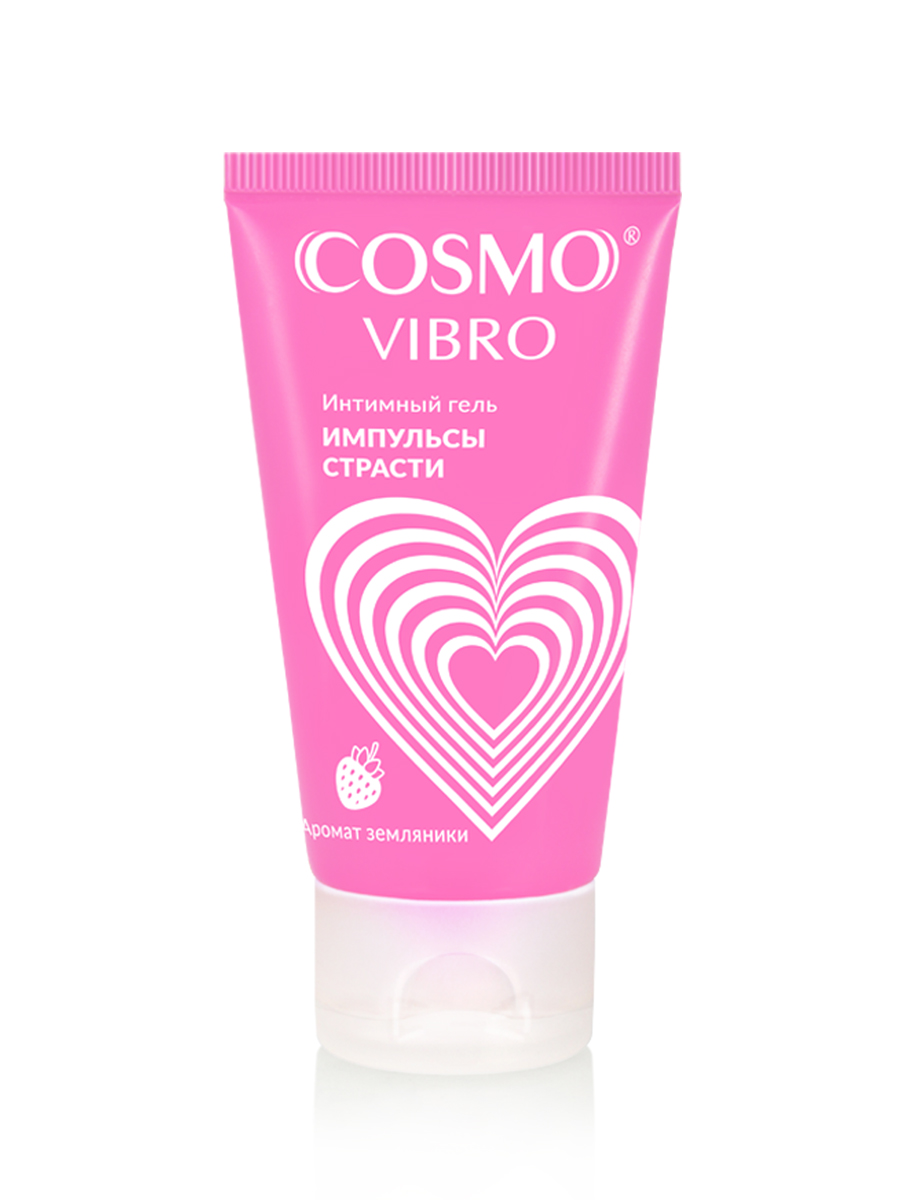 COSMO®
VIBRO
Интимный гель
ИМПУЛЬСЫ
СТРАСТИ
Аромат земляники